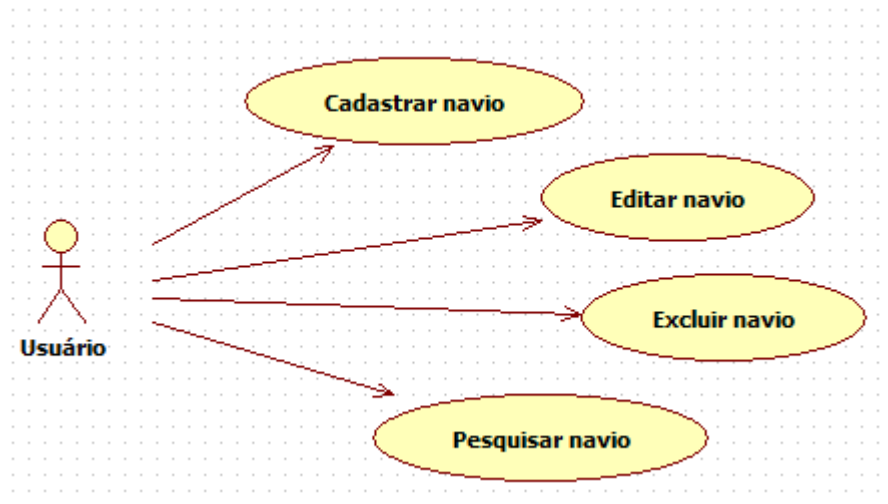 Cadastrar navio
Editar navio
Excluir navio
Usuário
Pesquisar navio